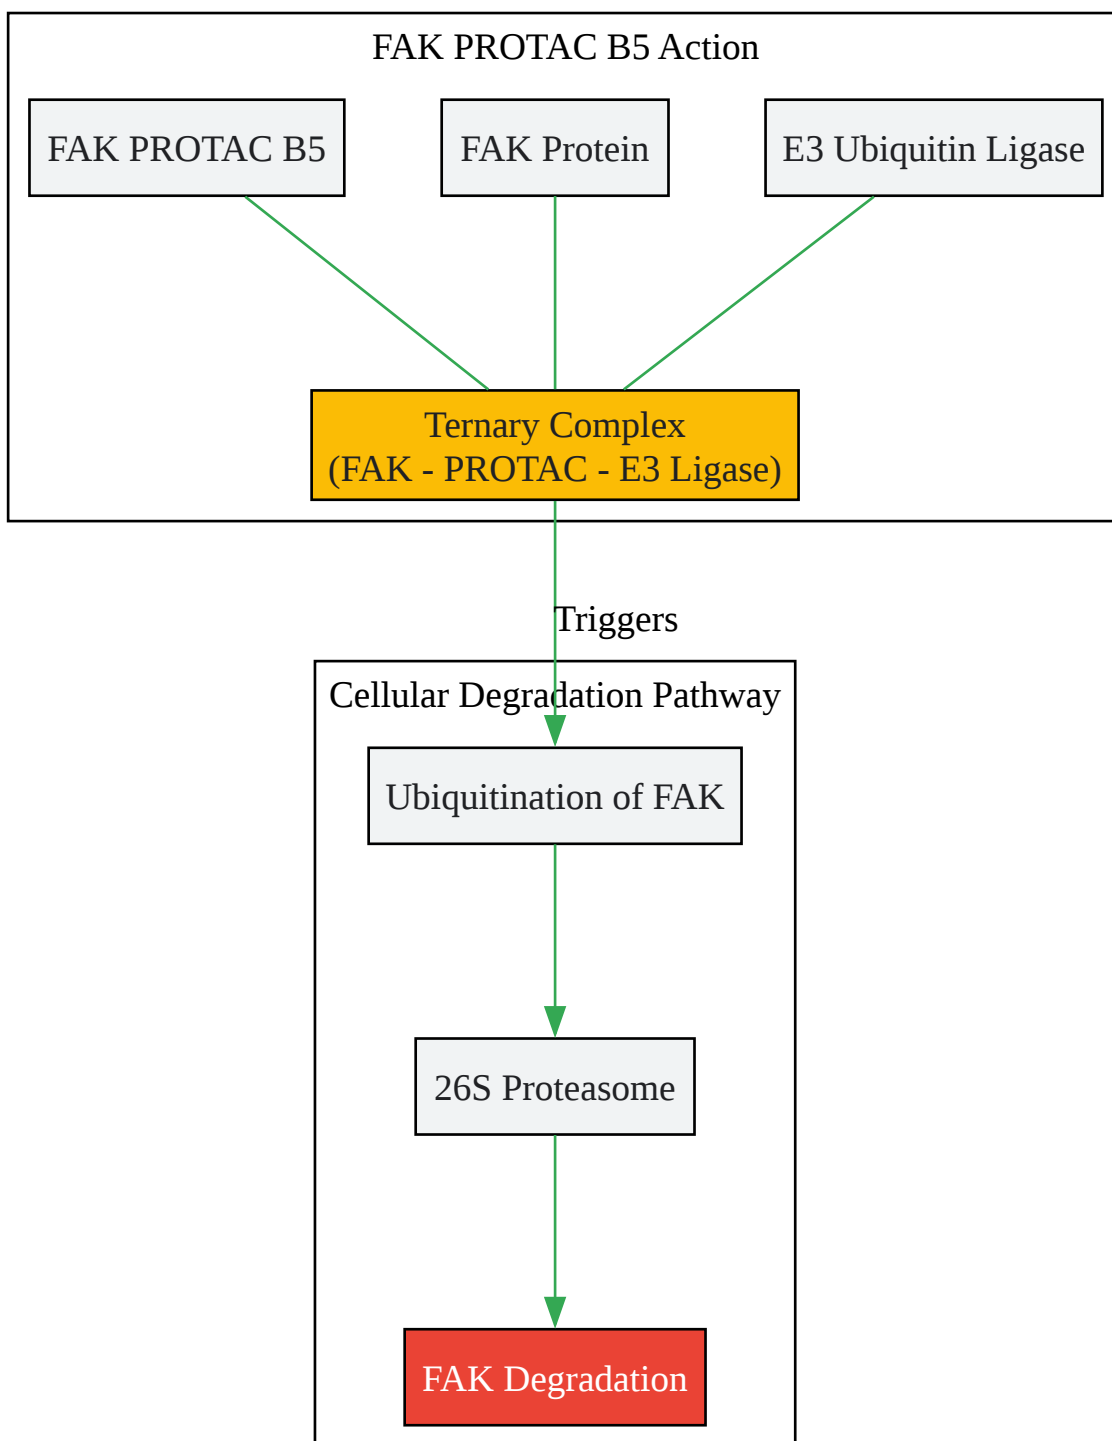 FAK PROTAC B5 Action
FAK PROTAC B5
FAK Protein
E3 Ubiquitin Ligase
Ternary Complex
(FAK - PROTAC - E3 Ligase)
Triggers
Cellular Degradation Pathway
Ubiquitination of FAK
26S Proteasome
FAK Degradation